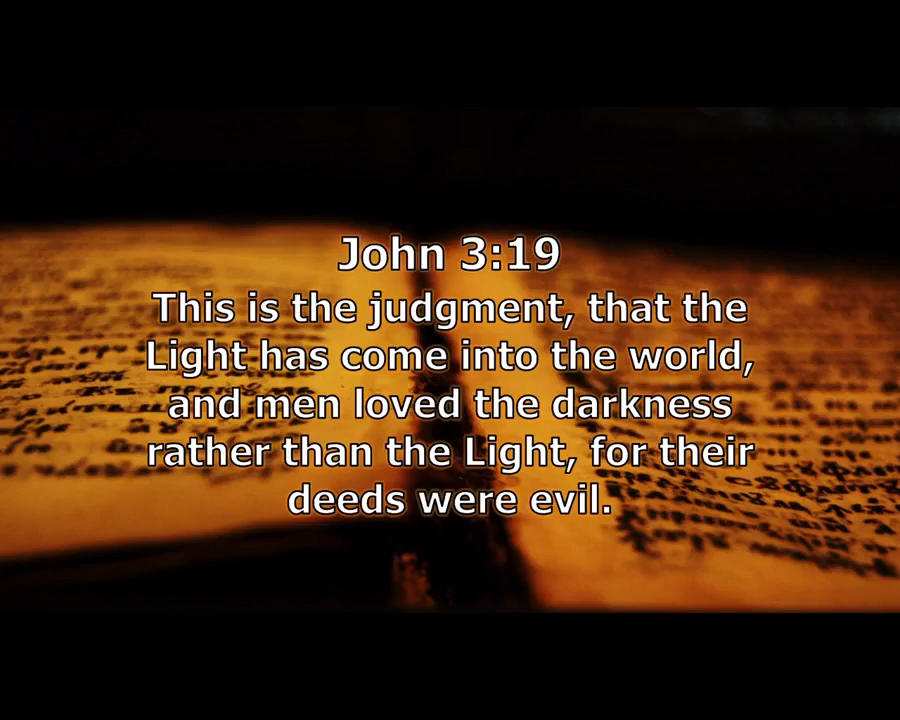 John 3:19
This is the judgment, that the
Light has come into the world,
and men loved the darkness
rather than the Light, for their
deeds were evil.